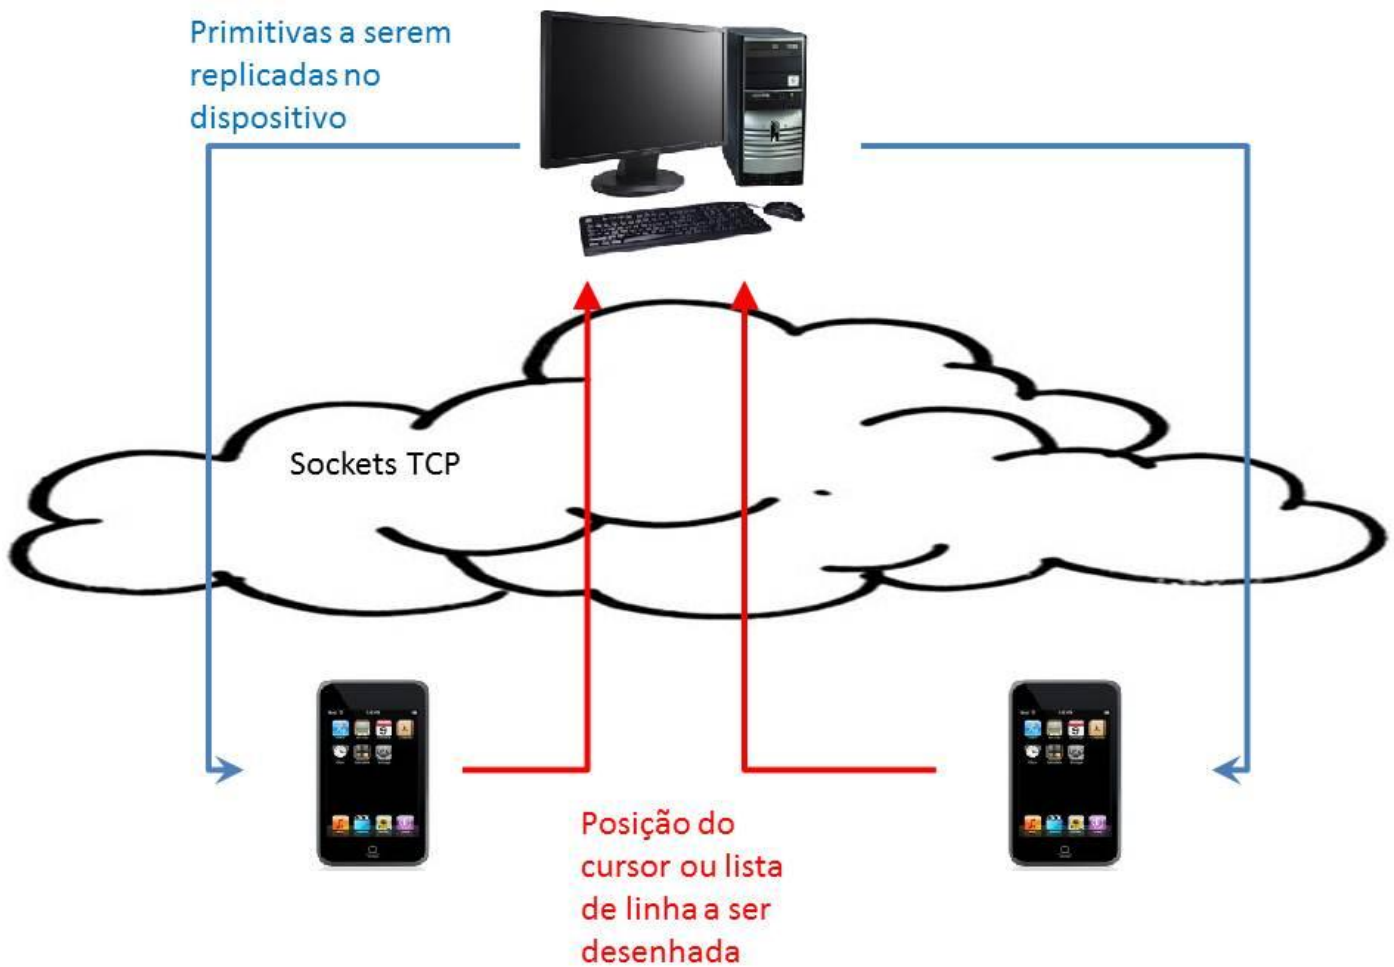 Primitivas a serem
replicadas no
dispositivo
Sockets TCP
Posição do
cursor ou lista
de linha a ser
desenhada